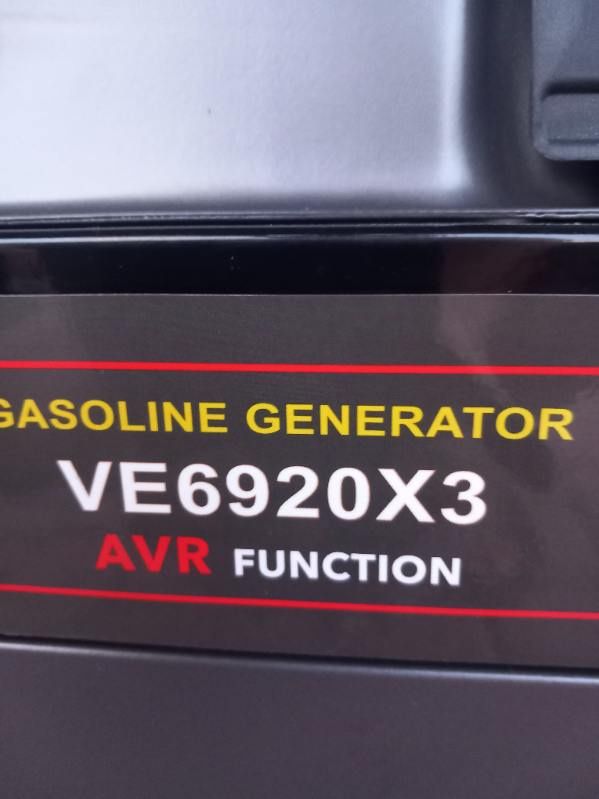 GASOLINE GENERATOR
VE6920X3
AVR FUNCTION